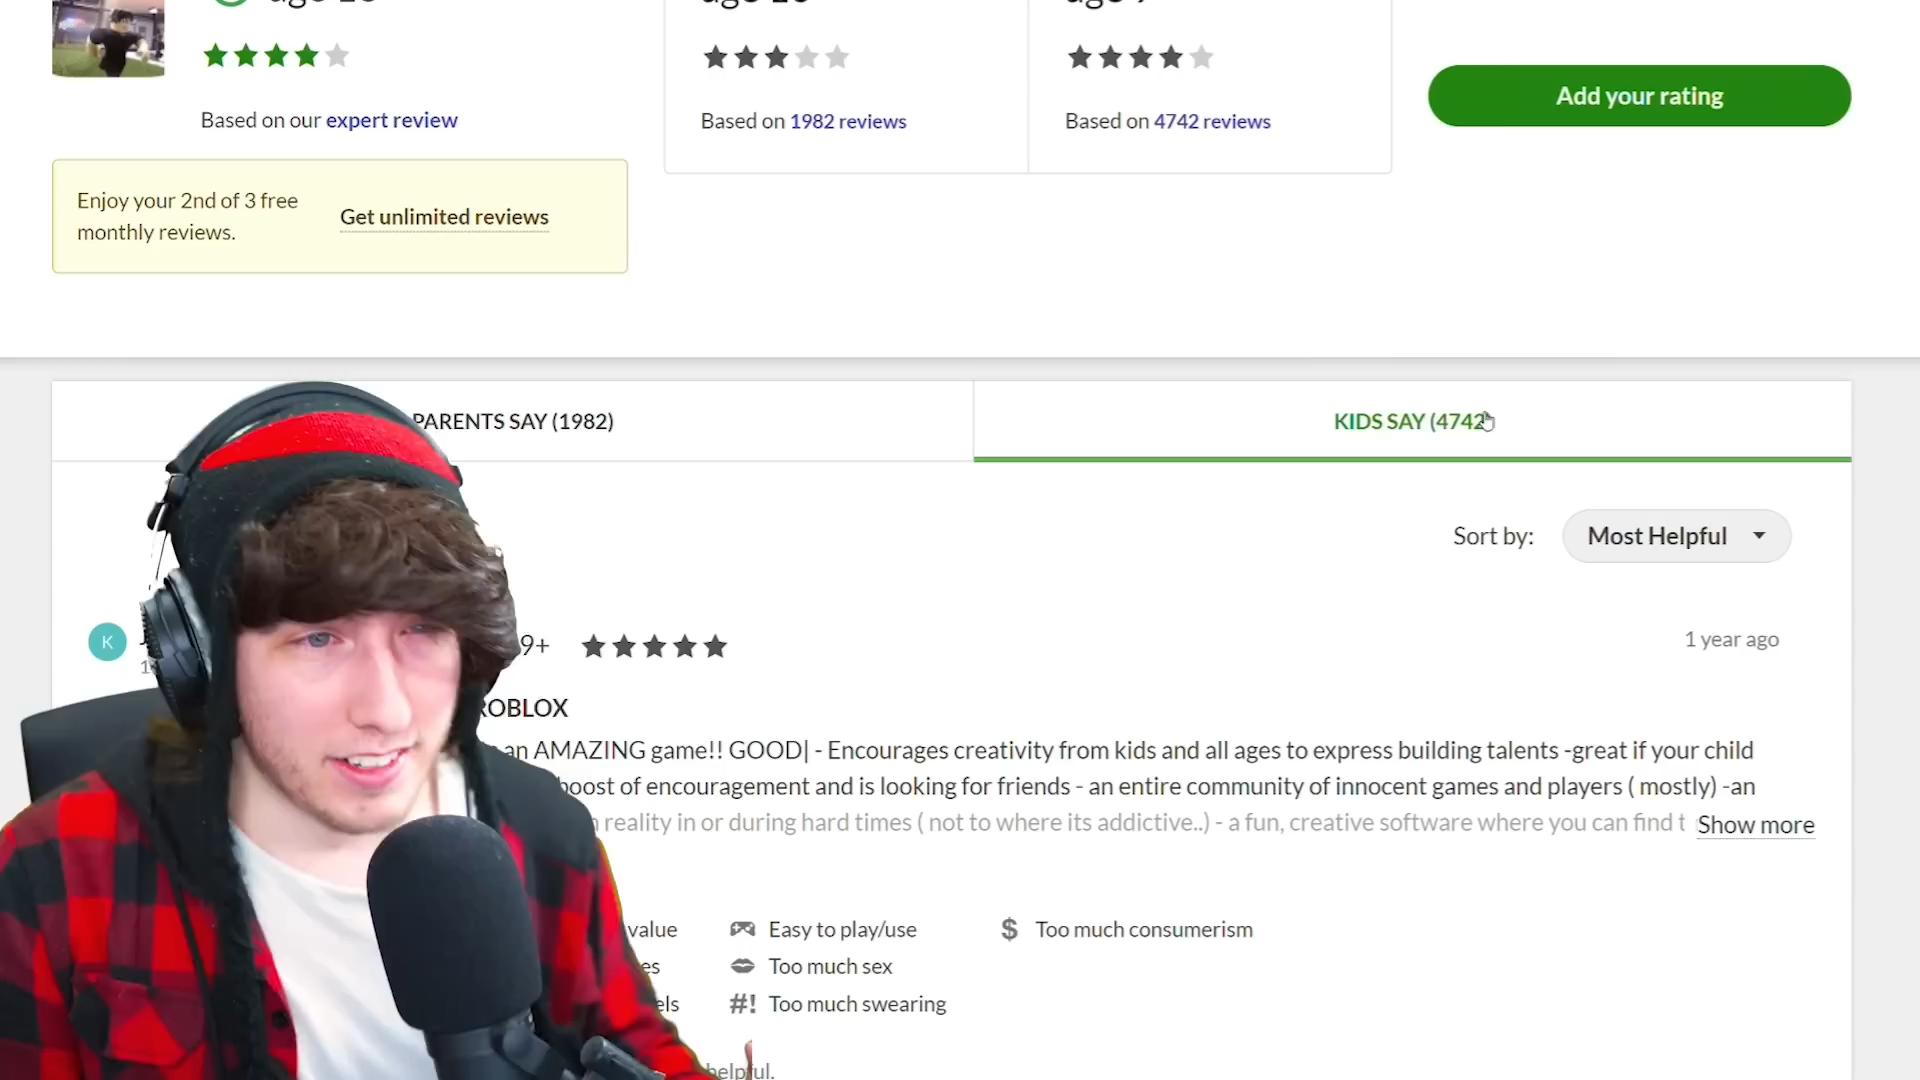 Based on our expert review
Based on 1982 reviews
Based on 4742 reviews
Add your rating
Enjoy your 2nd of 3 free
monthly reviews.
Get unlimited reviews
PARENTS SAY (1982)
KIDS SAY (4742
Sort by:
Most Helpful
K
9+
1 year ago
ROBLOX
an AMAZING game!! GOOD| - Encourages creativity from kids and all ages to express building talents -great if your child
boost of encouragement and is looking for friends - an entire community of innocent games and players ( mostly) -an
reality in or during hard times ( not to where its addictive..) - a fun, creative software where you can find t
Show more
value
Easy to play/use
$ Too much consumerism
Too much sex
#! Too much swearing
helpful.